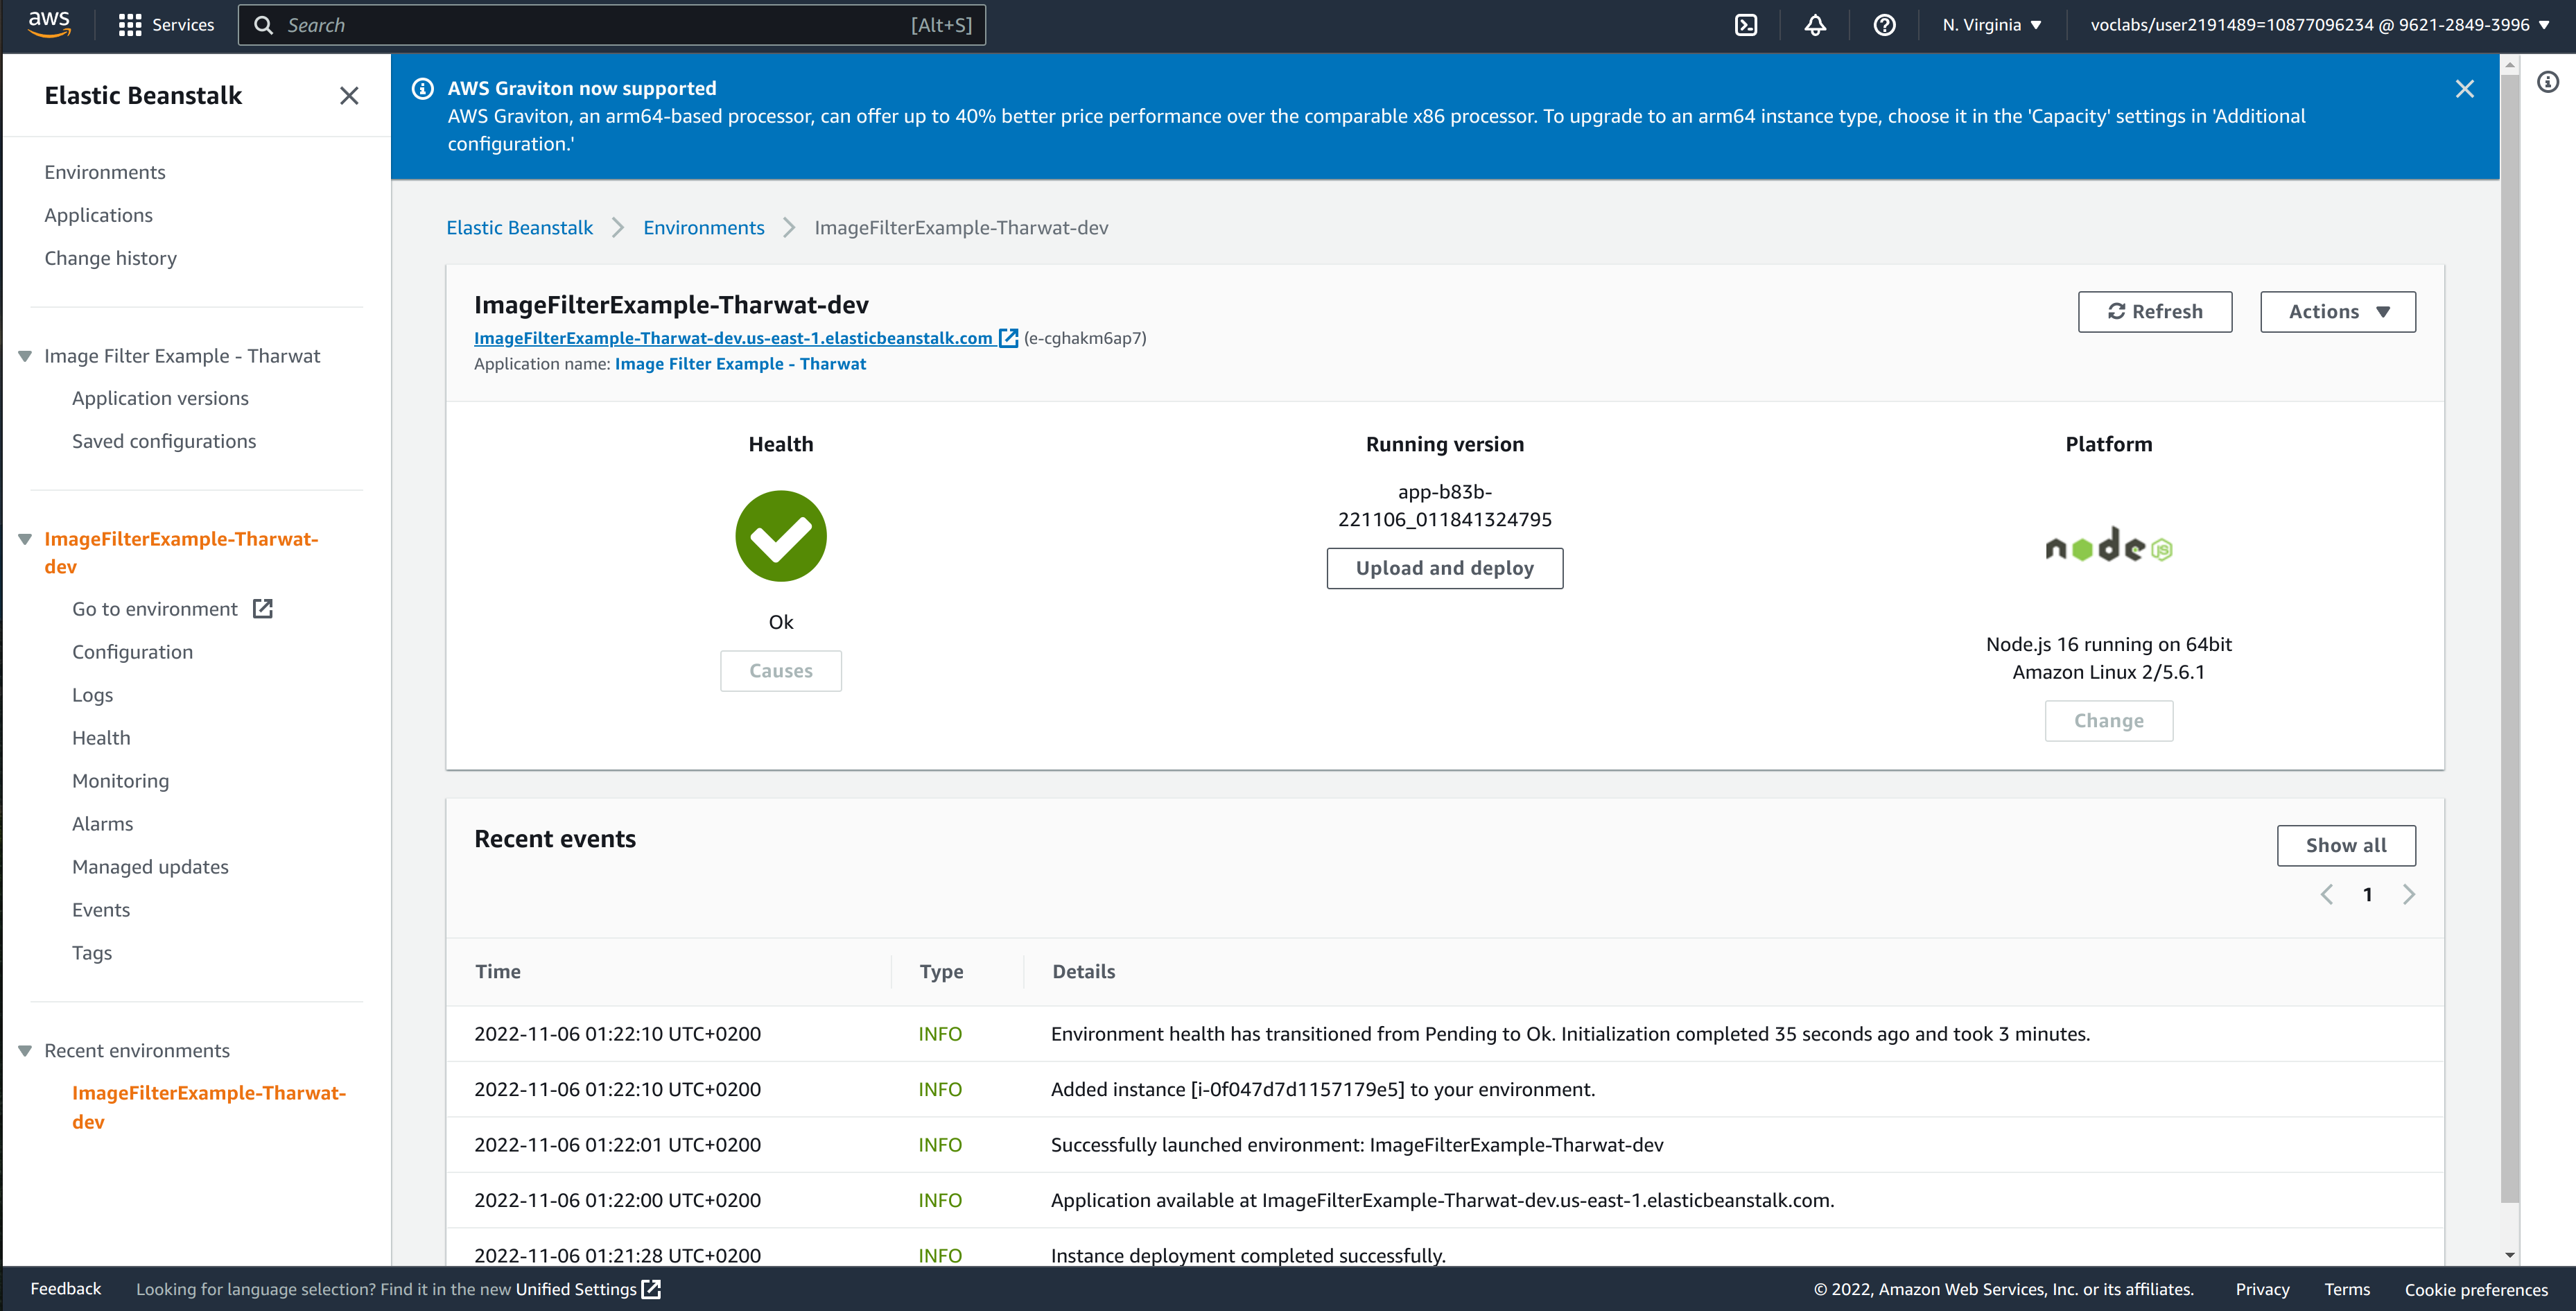 aws
Services
Search
[Alt+S]
N. Virginia
voclabs/user2191489=10877096234 @ 9621-2849-3996
Elastic Beanstalk
Environments
Applications
Change history
Image Filter Example - Tharwat
Application versions
Saved configurations
ImageFilterExample-Tharwat-
dev
Go to environment
Configuration
Logs
Health
Monitoring
Alarms
Managed updates
Events
Tags
Recent environments
ImageFilterExample-Tharwat-
dev
AWS Graviton now supported
AWS Graviton, an arm64-based processor, can offer up to 40% better price performance over the comparable x86 processor. To upgrade to an arm64 instance type, choose it in the 'Capacity' settings in 'Additional
configuration.'
Elastic Beanstalk
Environments
ImageFilterExample-Tharwat-dev
ImageFilterExample-Tharwat-dev
ImageFilterExample-Tharwat-dev.us-east-1.elasticbeanstalk.com (e-cghakm6ap7)
Application name: Image Filter Example - Tharwat
Refresh
Actions
Health
Ok
Causes
Running version
app-b83b-
221106_011841324795
Upload and deploy
Platform
node JS
Node.js 16 running on 64bit
Amazon Linux 2/5.6.1
Change
Recent events
Show all
1
Time Type Details
2022-11-06 01:22:10 UTC+0200 INFO Environment health has transitioned from Pending to Ok. Initialization completed 35 seconds ago and took 3 minutes.
2022-11-06 01:22:10 UTC+0200 INFO Added instance [i-0f047d7d1157179e5] to your environment.
2022-11-06 01:22:01 UTC+0200 INFO Successfully launched environment: ImageFilterExample-Tharwat-dev
2022-11-06 01:22:00 UTC+0200 INFO Application available at ImageFilterExample-Tharwat-dev.us-east-1.elasticbeanstalk.com.
2022-11-06 01:21:28 UTC+0200 INFO Instance deployment completed successfully.
Feedback
Looking for language selection? Find it in the new Unified Settings
© 2022, Amazon Web Services, Inc. or its affiliates.
Privacy
Terms
Cookie preferences